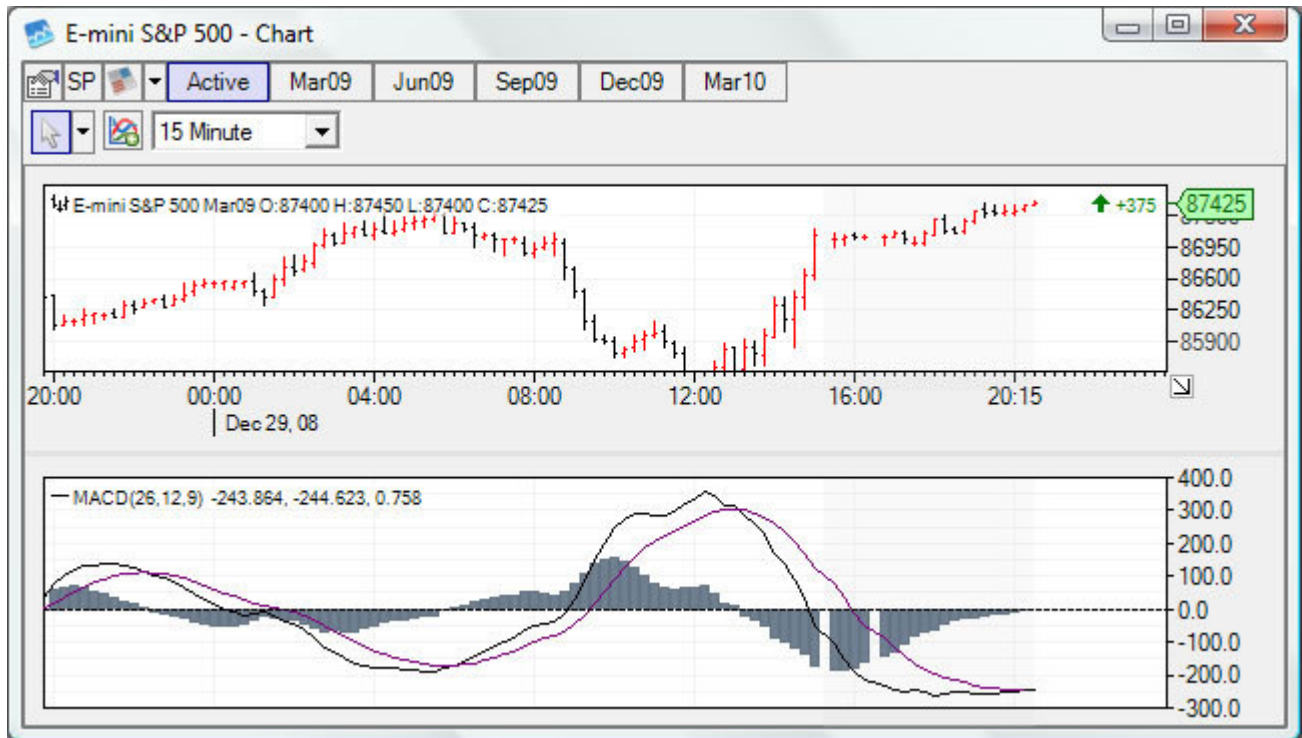 E-mini S&P 500 - Chart
SP Active Mar09 Jun09 Sep09 Dec09 Mar10
15 Minute
E-mini S&P 500 Mar09 O:87400 H:87450 L:87400 C:87425
+375
87425
86950
86600
86250
85900
20:00 00:00 04:00 08:00 12:00 16:00 20:15
Dec 29, 08
MACD(26,12,9) -243.864, -244.623, 0.758
400.0
300.0
200.0
100.0
0.0
-100.0
-200.0
-300.0